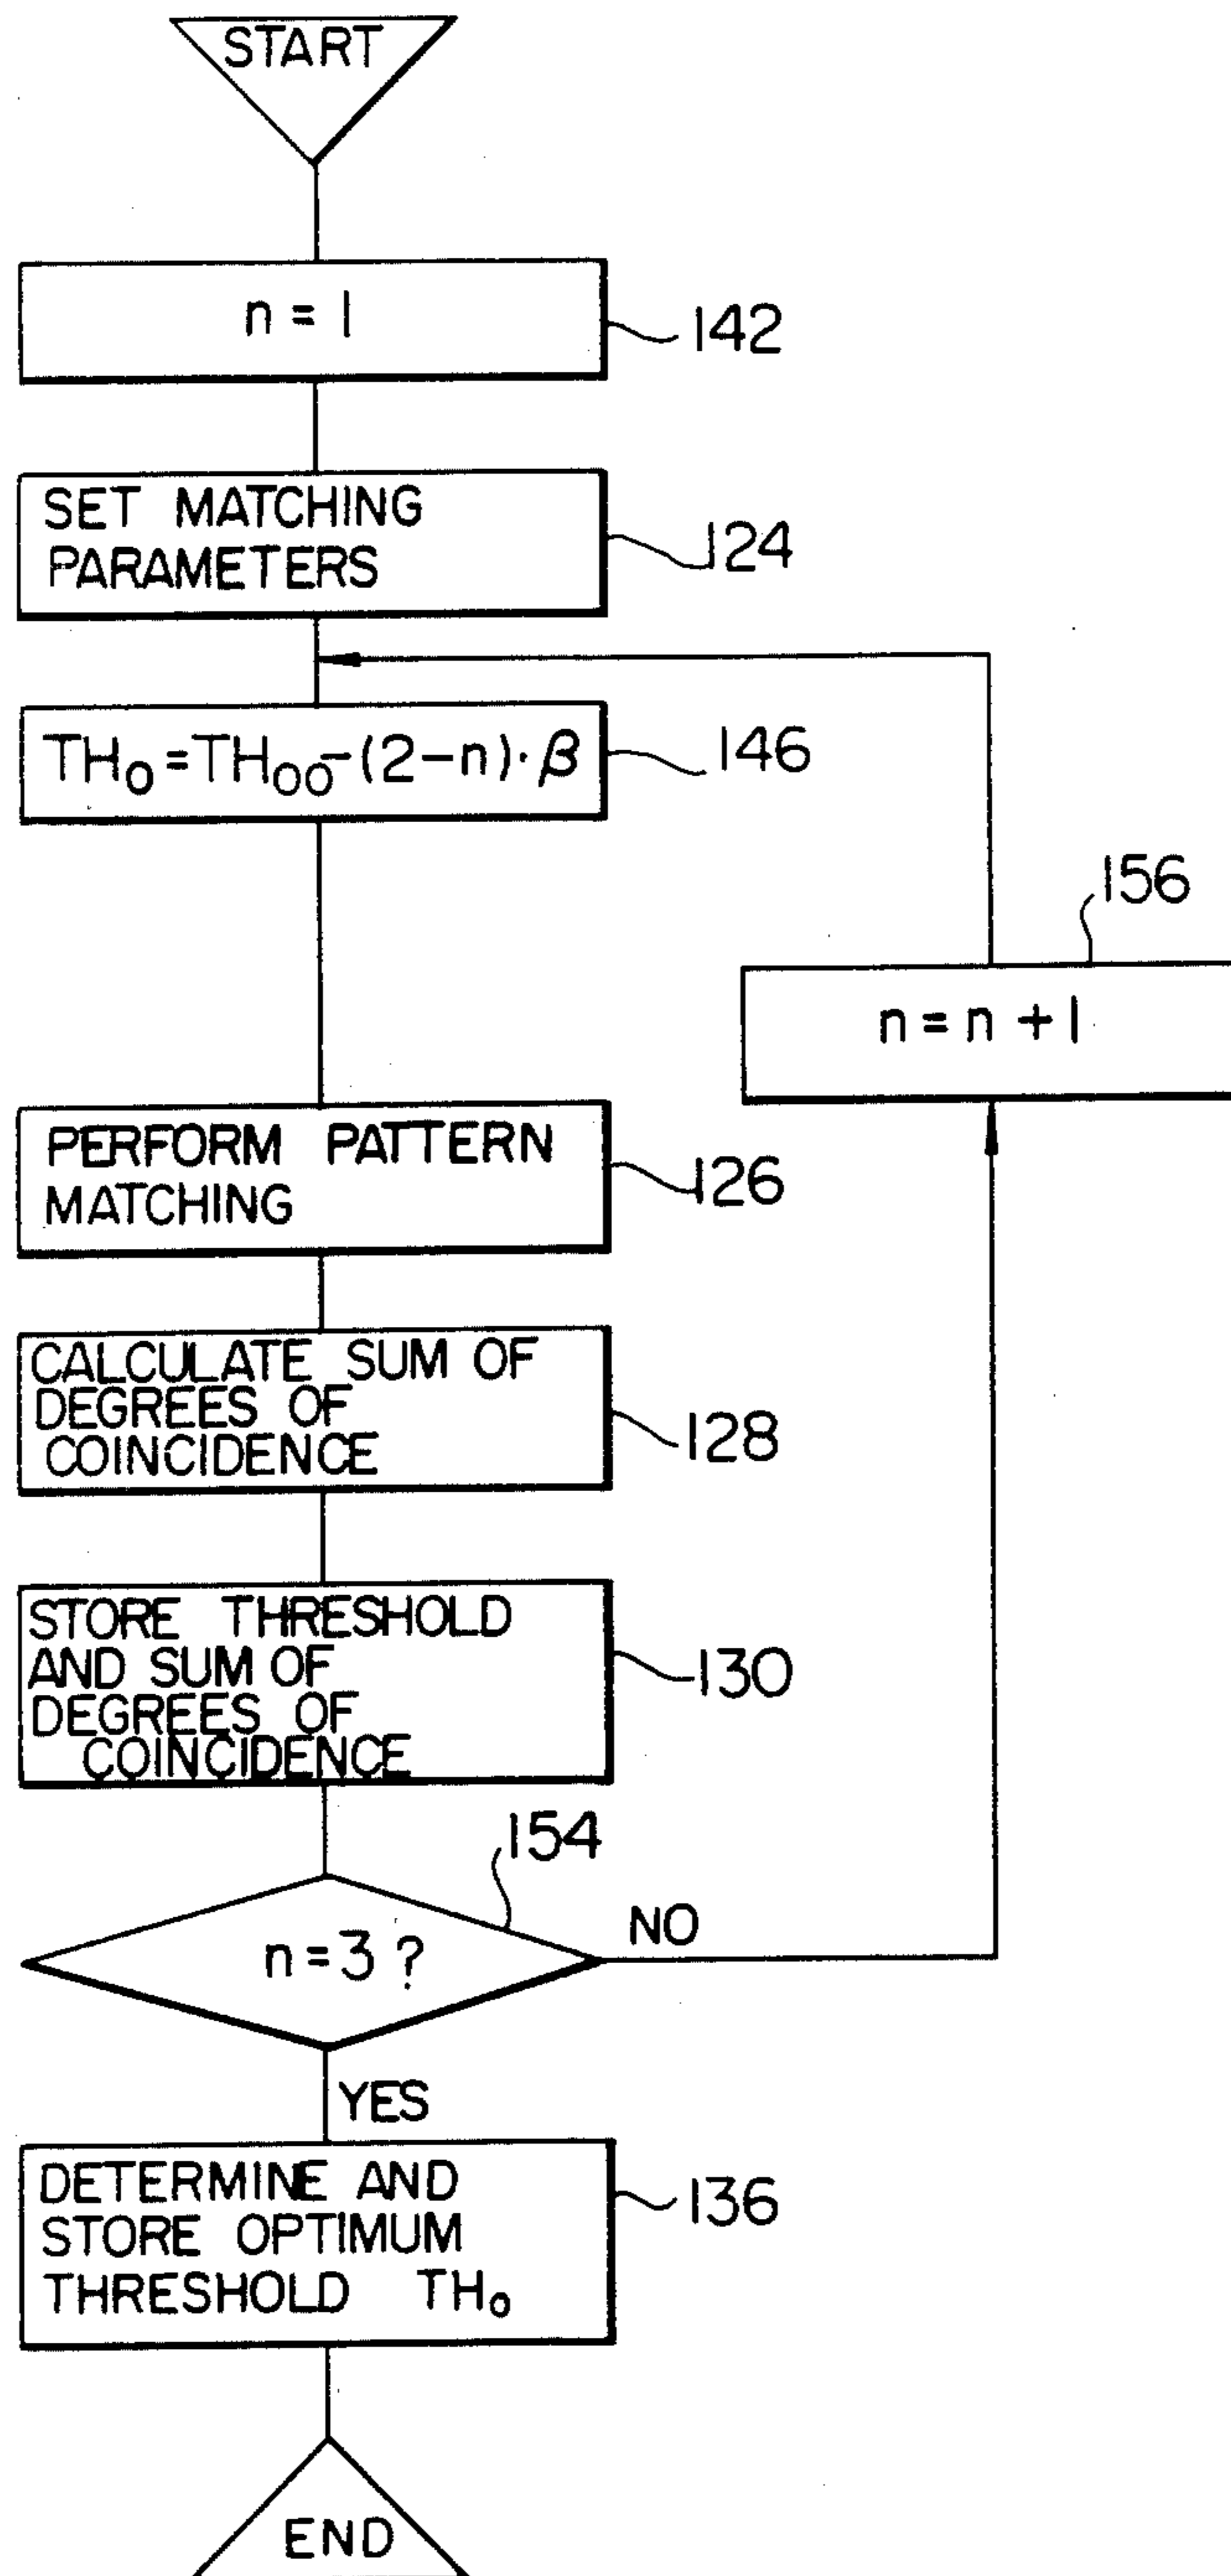 START
n = 1
142
SET MATCHING
PARAMETERS
124
TH₀ = TH₀₀-(2-n)·β
146
156
n = n + 1
PERFORM PATTERN
MATCHING
126
CALCULATE SUM OF
DEGREES OF
COINCIDENCE
128
STORE THRESHOLD
AND SUM OF
DEGREES OF
COINCIDENCE
130
154
n = 3 ?
NO
YES
DETERMINE AND
STORE OPTIMUM
THRESHOLD TH₀
136
END